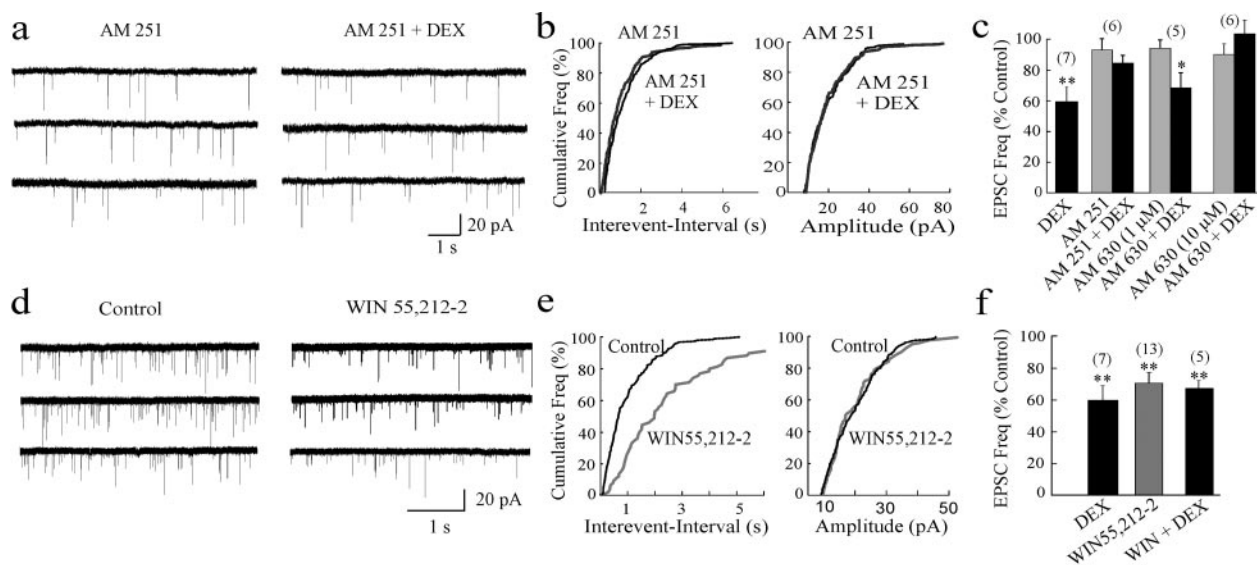 a
AM 251
AM 251 + DEX
20 pA
1 s
b
Cumulative Freq (%)
100
80
60
40
20
0
AM 251
AM 251
+ DEX
2
4
6
Interevent-Interval (s)
100
80
60
40
20
0
AM 251
AM 251
+ DEX
20
40
60
80
Amplitude (pA)
c
EPSC Freq (% Control)
100
80
60
40
20
0
(7)
**
(6)
(5)
*
(6)
DEX
AM 251
AM 251 + DEX
AM 630 (1 µM)
AM 630 + DEX
AM 630 (10 µM)
AM 630 + DEX
d
Control
WIN 55,212-2
20 pA
1 s
e
Cumulative Freq (%)
100
80
60
40
20
0
Control
WIN55,212-2
1
3
5
Interevent-Interval (s)
100
80
60
40
20
0
Control
WIN55,212-2
10
30
50
Amplitude (pA)
f
EPSC Freq (% Control)
100
80
60
40
20
0
(7)
**
(13)
**
(5)
**
DEX
WIN55,212-2
WIN + DEX